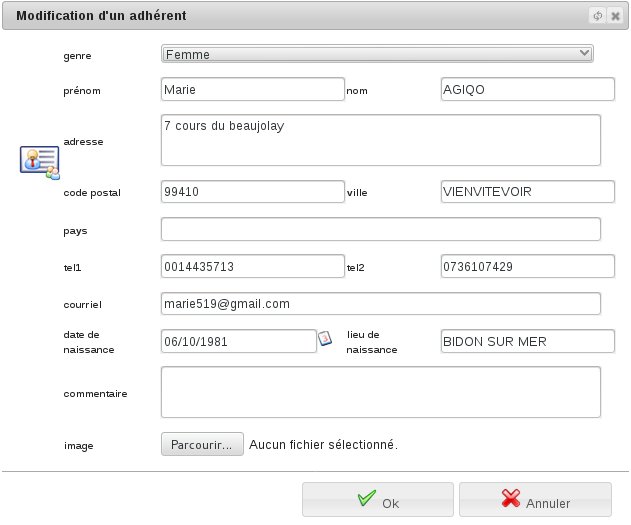 Modification d'un adhérent
genre Femme
prénom Marie nom AGIQO
adresse 7 cours du beaujolay
code postal 99410 ville VIENVITEVOIR
pays
tel1 0014435713 tel2 0736107429
courriel marie519@gmail.com
date de naissance 06/10/1981 lieu de naissance BIDON SUR MER
commentaire
image Parcourir... Aucun fichier sélectionné.
Ok Annuler